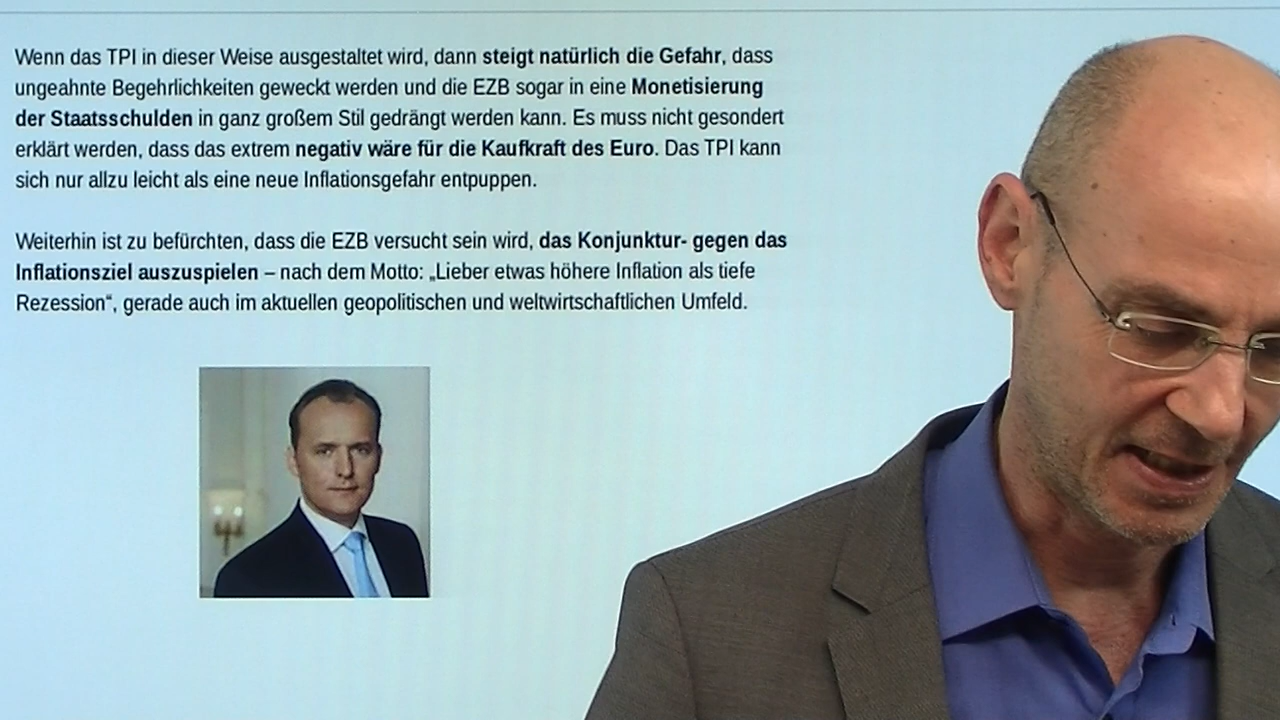 Wenn das TPI in dieser Weise ausgestaltet wird, dann steigt natürlich die Gefahr, dass
ungeahnte Begehrlichkeiten geweckt werden und die EZB sogar in eine Monetisierung
der Staatsschulden in ganz großem Stil gedrängt werden kann. Es muss nicht gesondert
erklärt werden, dass das extrem negativ wäre für die Kaufkraft des Euro. Das TPI kann
sich nur allzu leicht als eine neue Inflationsgefahr entpuppen.
Weiterhin ist zu befürchten, dass die EZB versucht sein wird, das Konjunktur- gegen das
Inflationsziel auszuspielen – nach dem Motto: „Lieber etwas höhere Inflation als tiefe
Rezession“, gerade auch im aktuellen geopolitischen und weltwirtschaftlichen Umfeld.